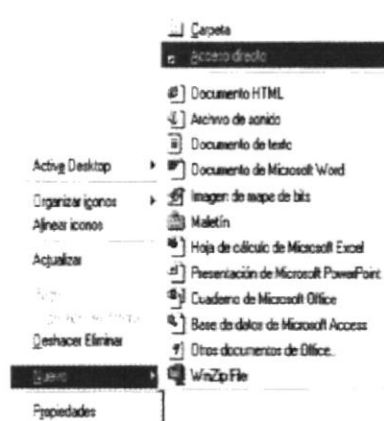 Carpeta
Acceso directo
Documento HTML
Archivo de sonido
Documento de texto
Documento de Microsoft Word
Imagen de mapa de bits
Maletín
Hoja de cálculo de Microsoft Excel
Presentación de Microsoft PowerPoint
Cuaderno de Microsoft Office
Base de datos de Microsoft Access
Otros documentos de Office..
WinZip File
Active Desktop
Organizar iconos
Alinear iconos
Actualizar
Deshacer Eliminar
Nuevo
Propiedades